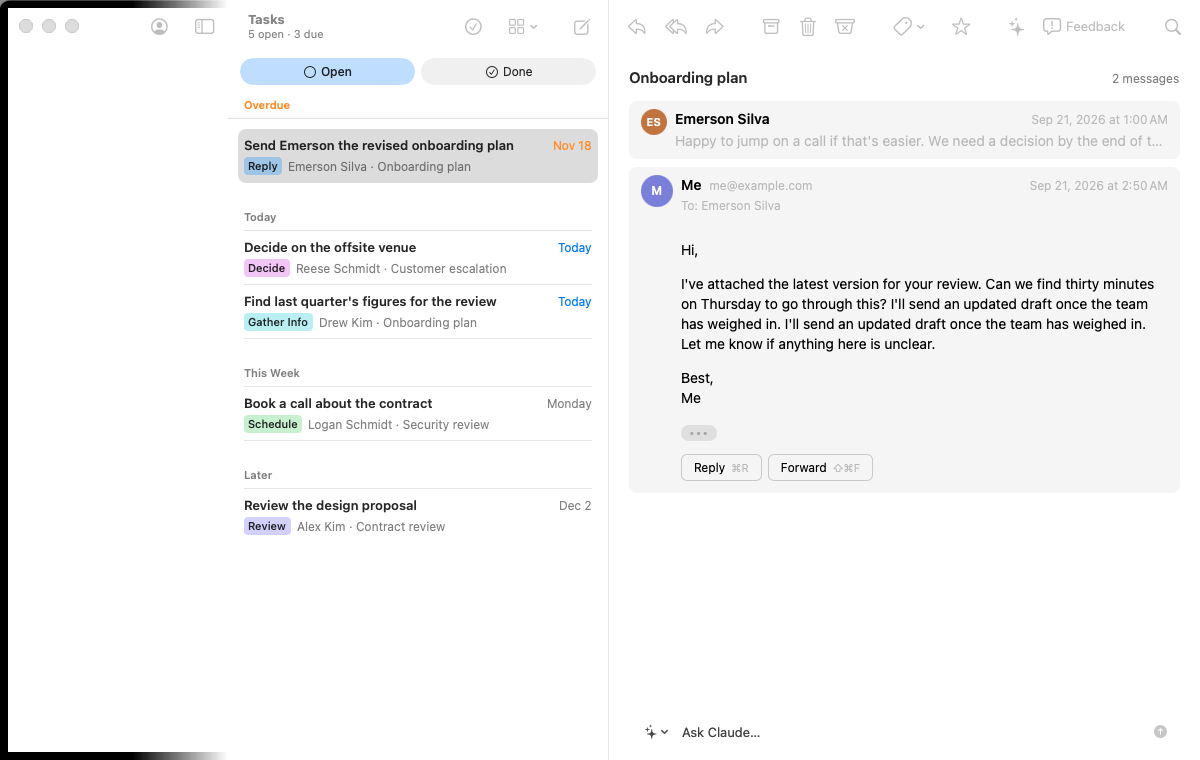 Tasks
5 open · 3 due
Open
Done
Overdue
Send Emerson the revised onboarding plan
Nov 18
Reply
Emerson Silva · Onboarding plan
Today
Decide on the offsite venue
Today
Decide
Reese Schmidt · Customer escalation
Find last quarter's figures for the review
Today
Gather Info
Drew Kim · Onboarding plan
This Week
Book a call about the contract
Monday
Schedule
Logan Schmidt · Security review
Later
Review the design proposal
Dec 2
Review
Alex Kim · Contract review
Feedback
Onboarding plan
2 messages
ES
Emerson Silva
Sep 21, 2026 at 1:00 AM
Happy to jump on a call if that's easier. We need a decision by the end of t...
M
Me
me@example.com
Sep 21, 2026 at 2:50 AM
To: Emerson Silva
Hi,
I've attached the latest version for your review. Can we find thirty minutes
on Thursday to go through this? I'll send an updated draft once the team
has weighed in. I'll send an updated draft once the team has weighed in.
Let me know if anything here is unclear.
Best,
Me
Reply ⌘R
Forward ⇧⌘F
Ask Claude...